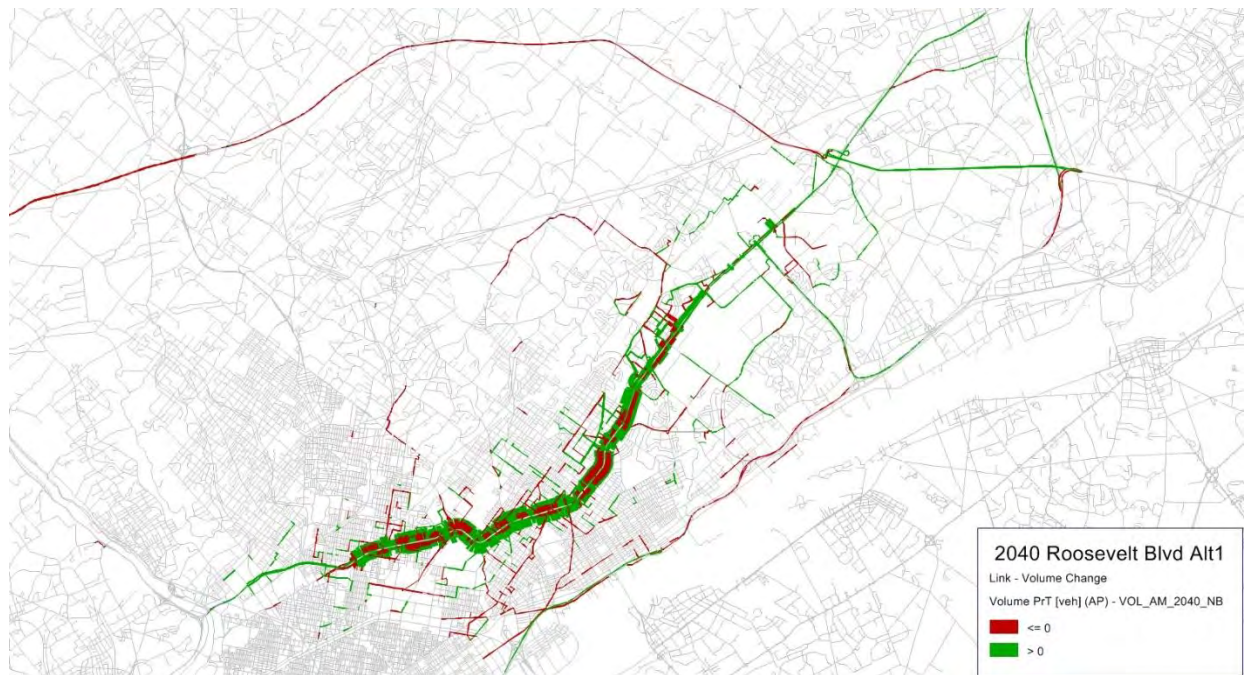 2040 Roosevelt Blvd Alt1
Link - Volume Change
Volume PrT [veh] (AP) - VOL_AM_2040_NB
<= 0
> 0